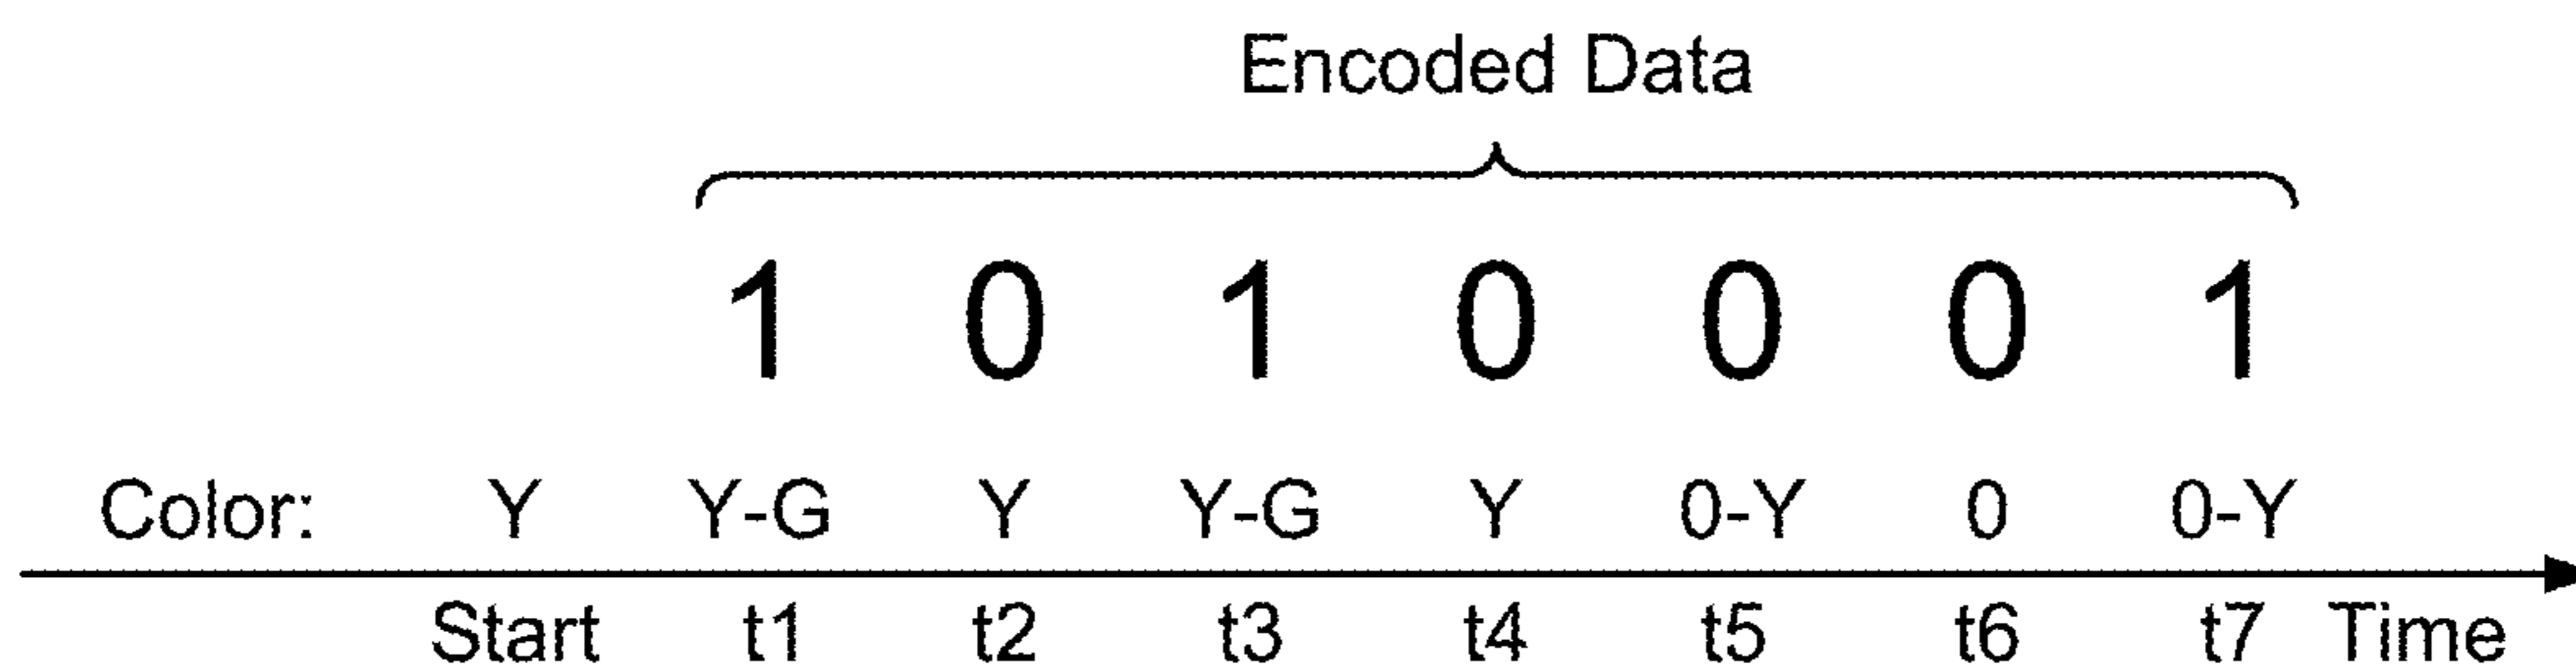 Encoded Data
1 0 1 0 0 0 1
Color: Y Y-G Y Y-G Y 0-Y 0 0-Y
Start t1 t2 t3 t4 t5 t6 t7 Time